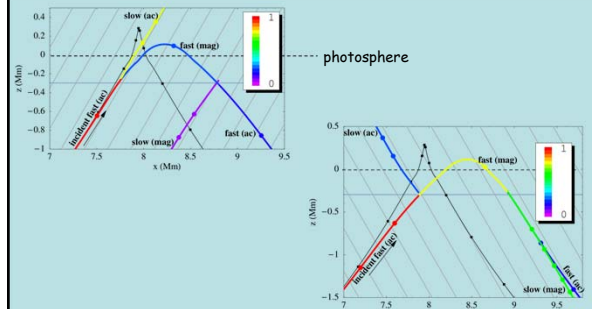 0.4
0.2
0
−0.2
−0.4
−0.6
−0.8
−1
z (Mm)
slow (ac)
fast (mag)
1
0
incident fast (ac)
slow (mag)
fast (ac)
7.5
8
8.5
9
9.5
x (Mm)
photosphere
0.5
0
−0.5
−1
−1.5
z (Mm)
slow (ac)
fast (mag)
1
0
incident fast (ac)
slow (mag)
fast (ac)
7
7.5
8
8.5
9
9.5